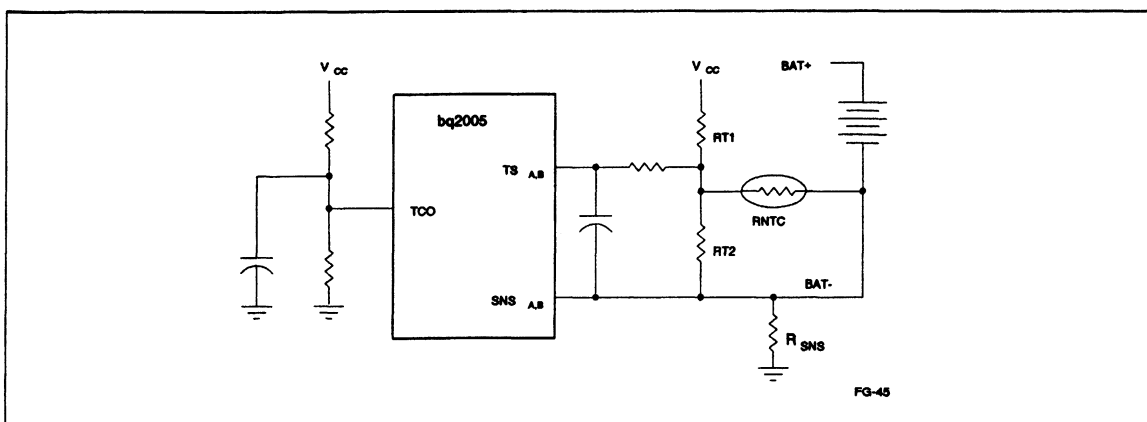 V CC
V CC
BAT+
bq2005
RT1
TS A,B
TCO
RNTC
RT2
BAT-
SNS A,B
R SNS
FG-45